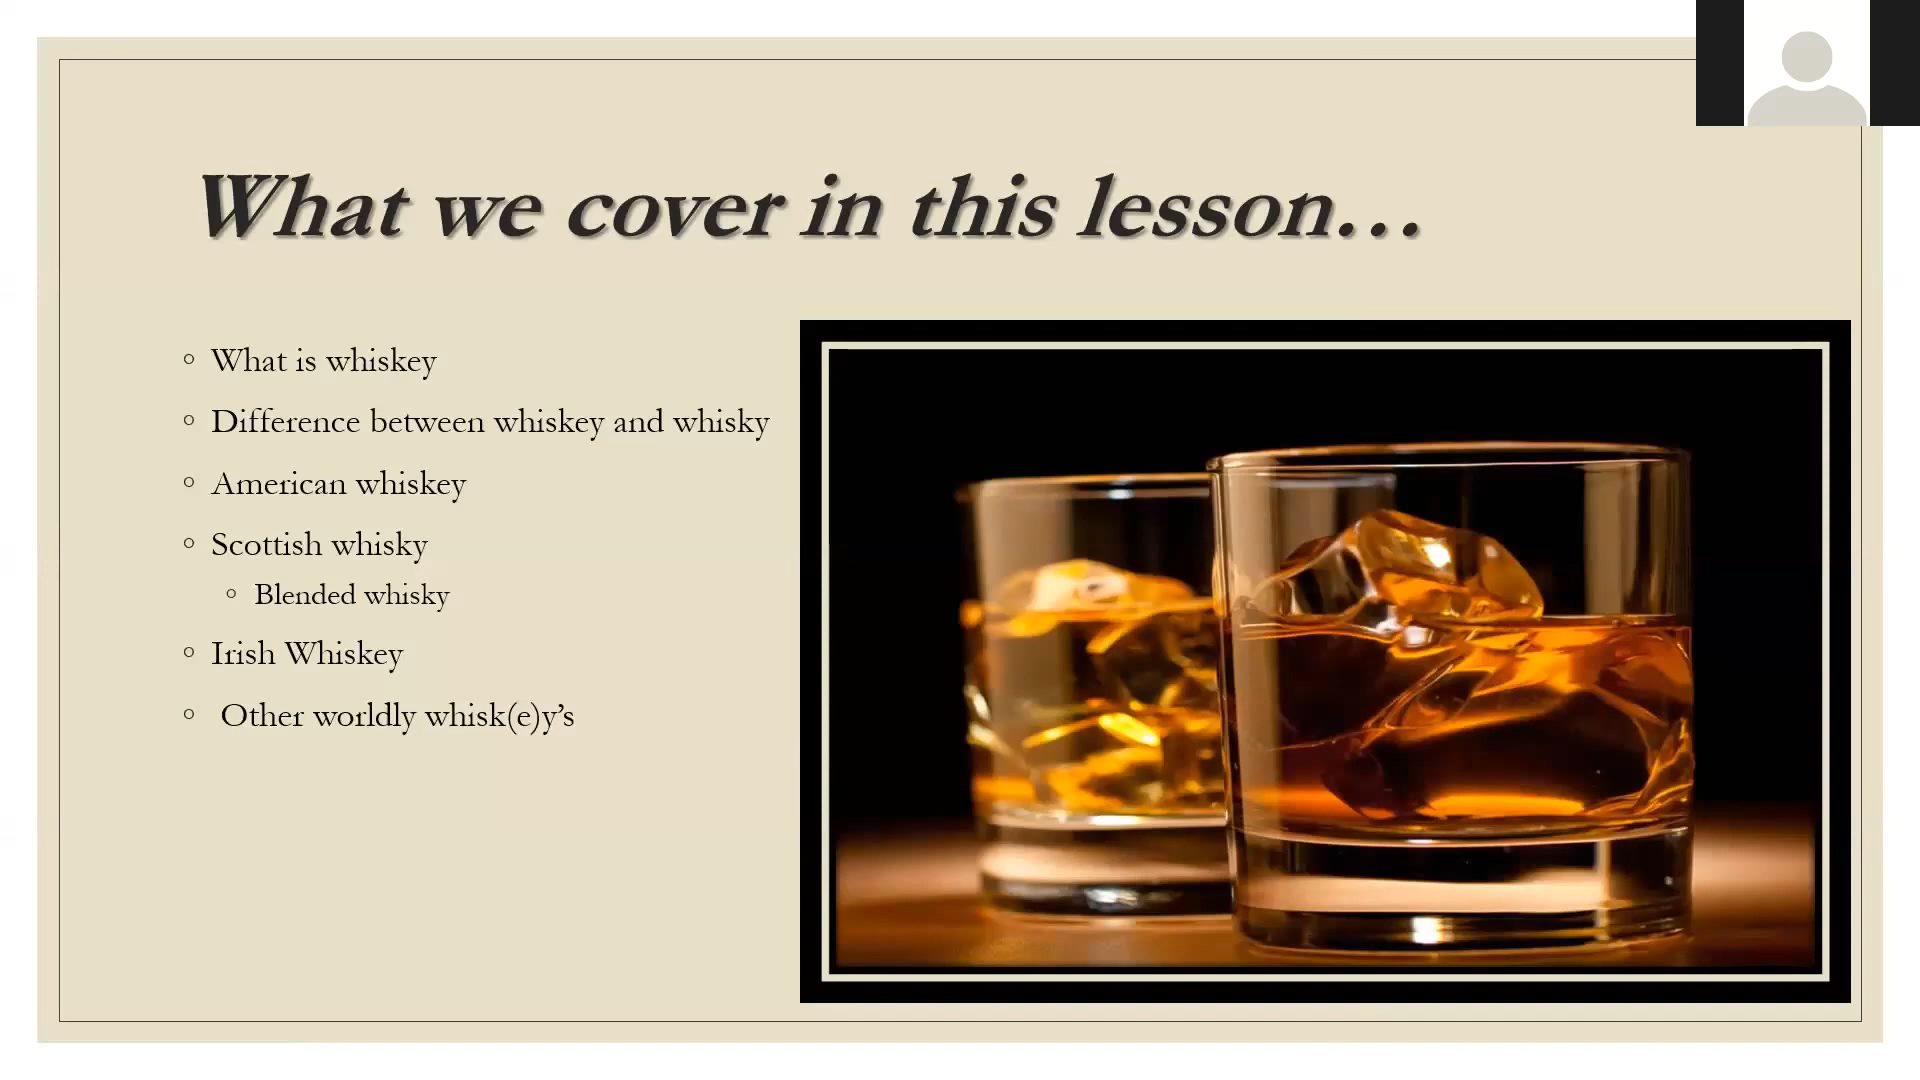 What we cover in this lesson…
◦ What is whiskey
◦ Difference between whiskey and whisky
◦ American whiskey
◦ Scottish whisky
◦ Blended whisky
◦ Irish Whiskey
◦ Other worldly whisk(e)y’s